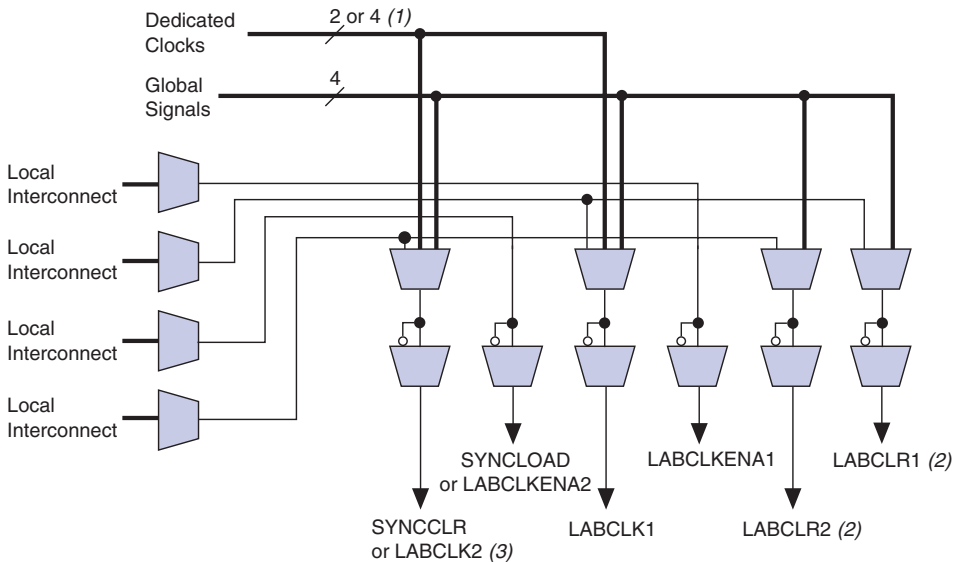 Dedicated
Clocks
2 or 4 (1)
Global
Signals
4
Local
Interconnect
Local
Interconnect
Local
Interconnect
Local
Interconnect
SYNCLOAD
or LABCLKENA2
LABCLKENA1
LABCLR1 (2)
SYNCCLR
or LABCLK2 (3)
LABCLK1
LABCLR2 (2)